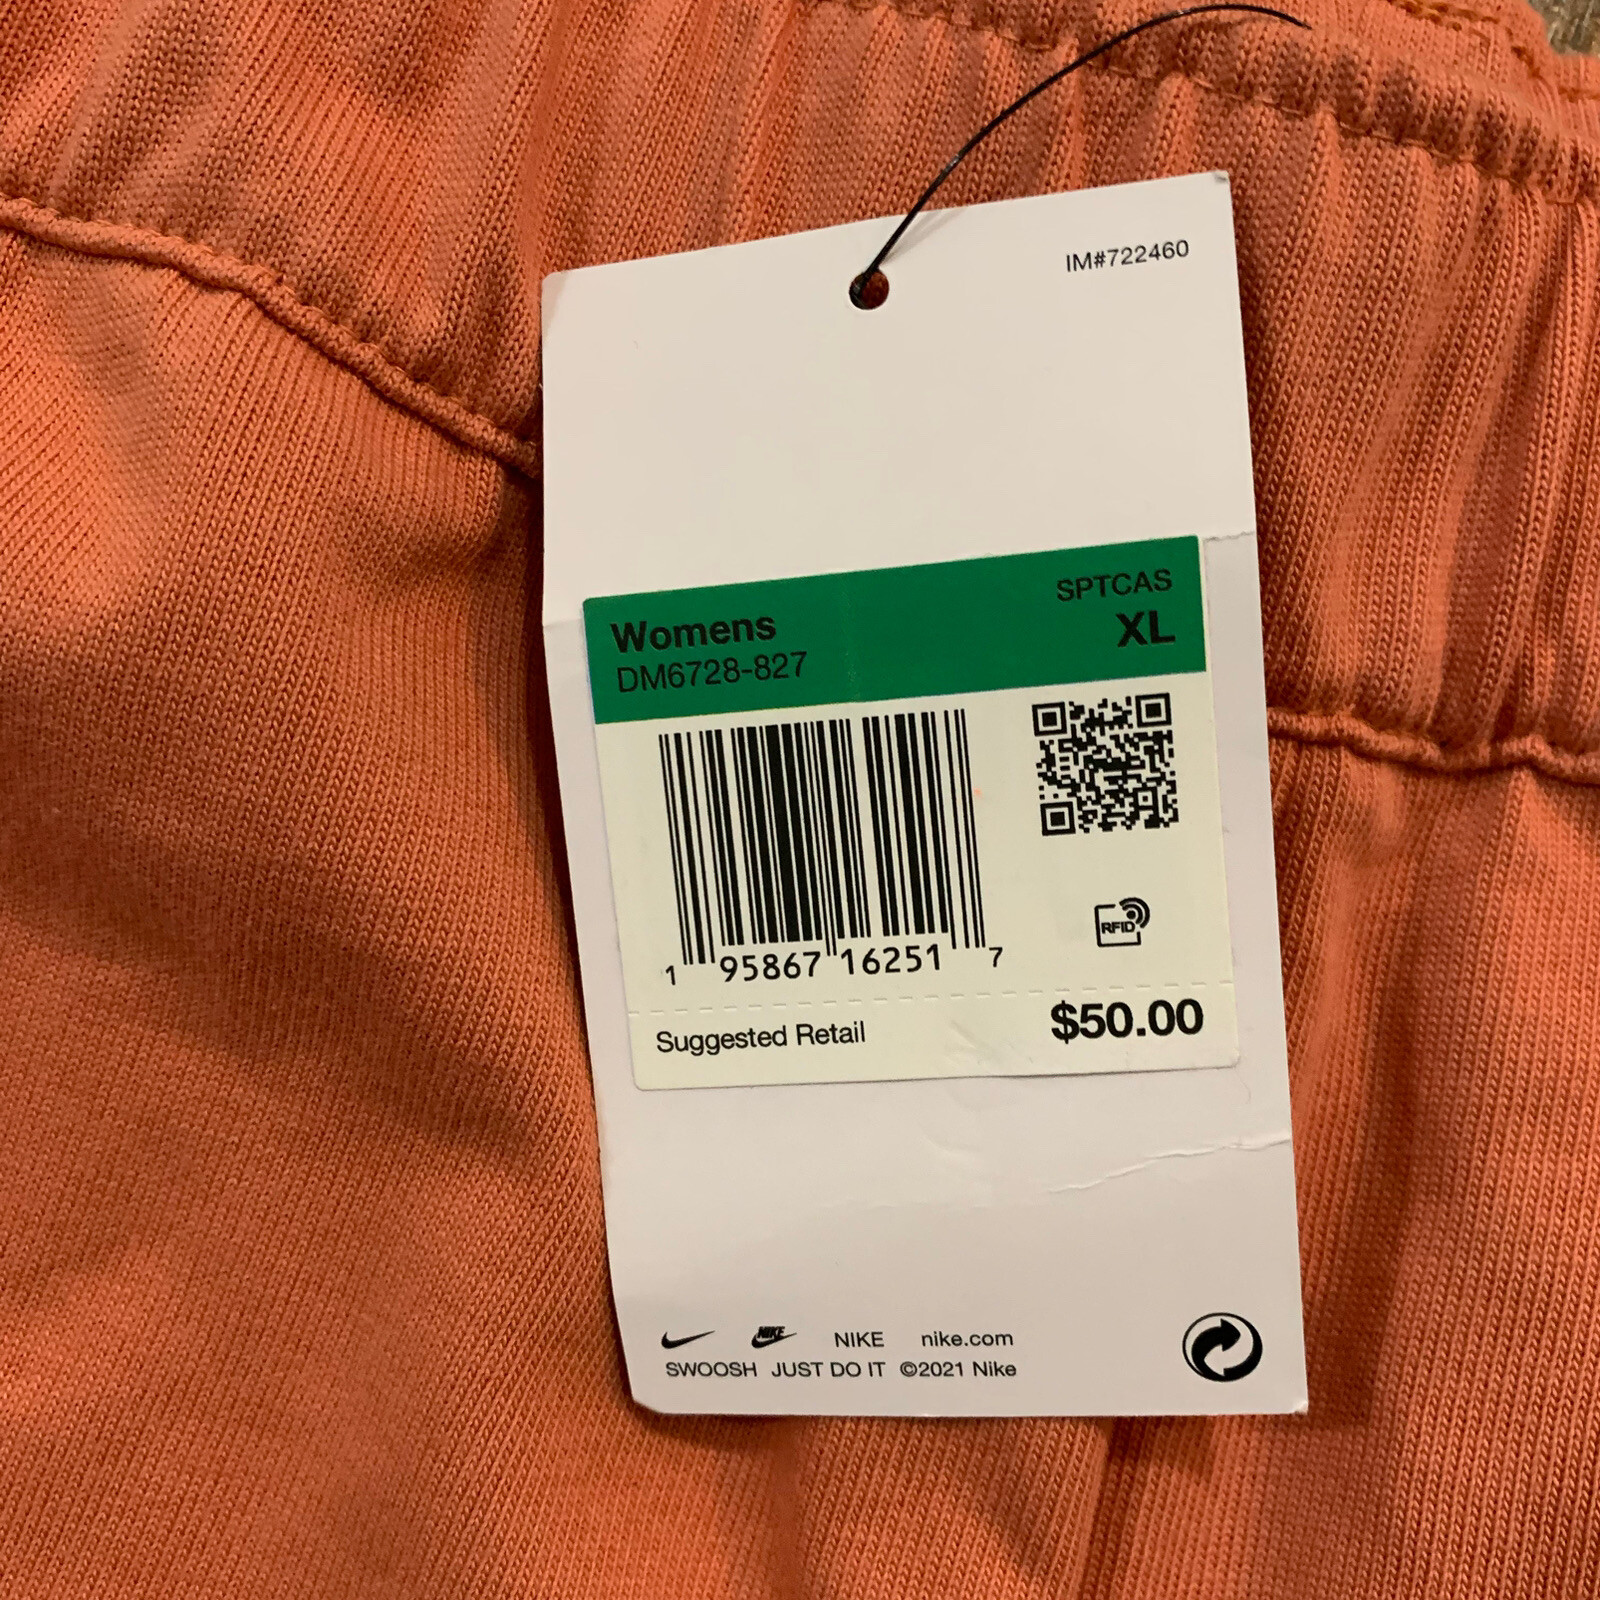 IM#722460
SPTCAS
Womens
XL
DM6728-827
RFID
1 95867 16251 7
Suggested Retail $50.00
NIKE NIKE nike.com
SWOOSH JUST DO IT ©2021 Nike